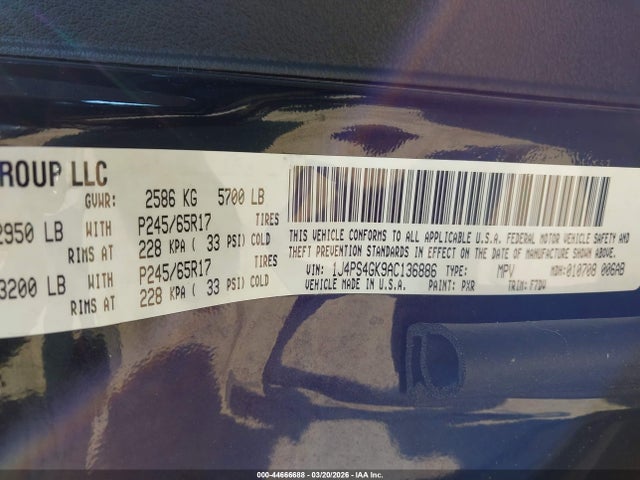 GROUP LLC
GVWR: 2586 KG 5700 LB
2950 LB WITH P245/65R17 TIRES
RIMS AT 228 KPA ( 33 PSI) COLD
3200 LB WITH P245/65R17 TIRES
RIMS AT 228 KPA ( 33 PSI) COLD
THIS VEHICLE CONFORMS TO ALL APPLICABLE U.S.A. FEDERAL MOTOR VEHICLE SAFETY AND
THEFT PREVENTION STANDARDS IN EFFECT ON THE DATE OF MANUFACTURE SHOWN ABOVE.
VIN: 1J4PS4GK9AC136886 TYPE: MPV MDH: 010708 006AB
VEHICLE MADE IN U.S.A. PAINT: PXR TRIM: F7DV
000-44666688 - 03/20/2026 - IAA Inc.